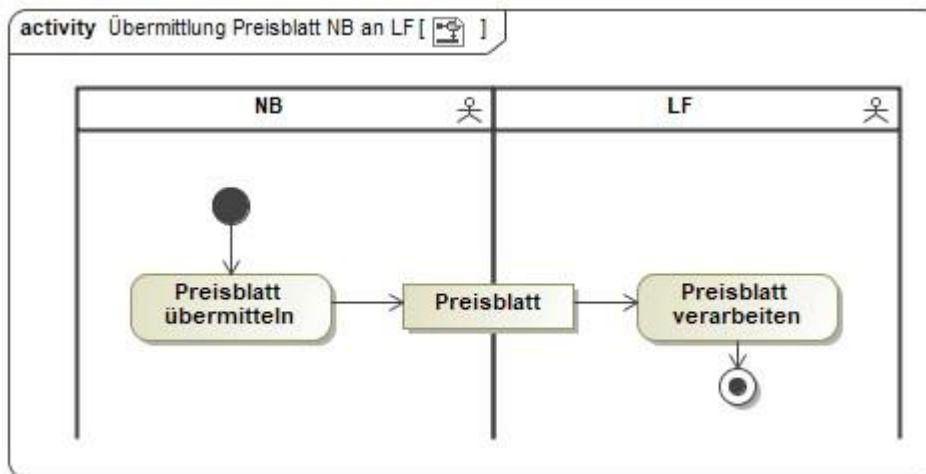 activity Übermittlung Preisblatt NB an LF [ ]
NB
LF
Preisblatt
übermitteln
Preisblatt
Preisblatt
verarbeiten